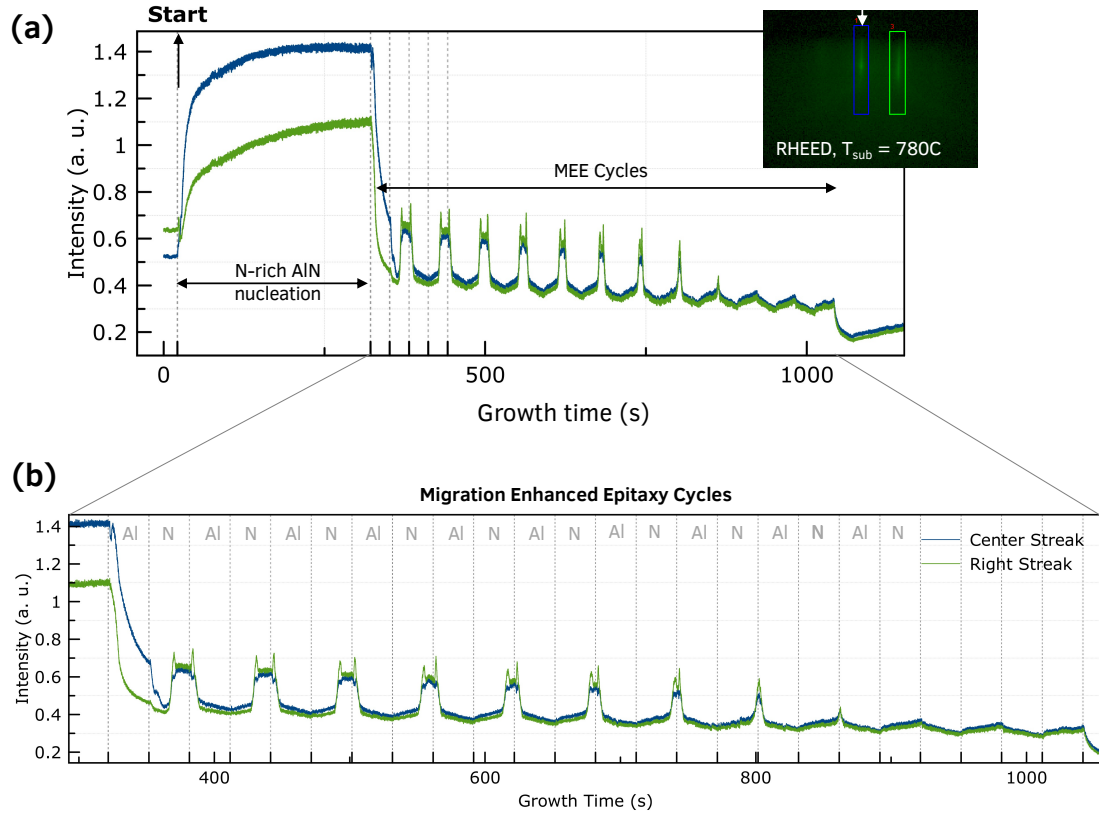 (a)
Start
1.4
1.2
1
0.8
0.6
0.4
0.2
Intensity (a. u.)
N-rich AlN
nucleation
MEE Cycles
RHEED, Tsub = 780C
0
500
1000
Growth time (s)
(b)
Migration Enhanced Epitaxy Cycles
Al N Al N Al N Al N Al N Al N Al N Al N Al N Al N
Center Streak
Right Streak
1.4
1.2
1
0.8
0.6
0.4
0.2
Intensity (a. u.)
400
600
800
1000
Growth Time (s)